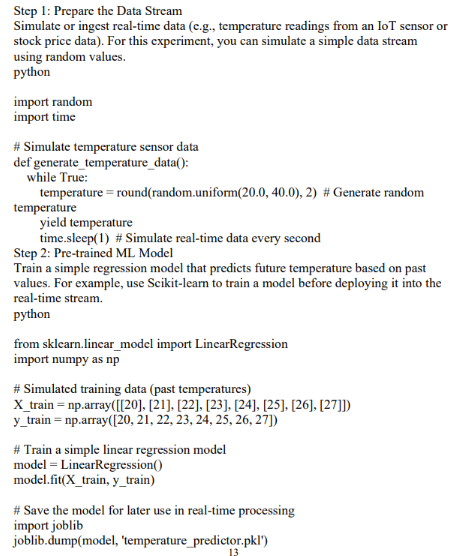 Step 1: Prepare the Data Stream
Simulate or ingest real-time data (e.g., temperature readings from an IoT sensor or
stock price data). For this experiment, you can simulate a simple data stream
using random values.
python
import random
import time
# Simulate temperature sensor data
def generate_temperature_data():
    while True:
        temperature = round(random.uniform(20.0, 40.0), 2)  # Generate random
temperature
        yield temperature
        time.sleep(1)  # Simulate real-time data every second
Step 2: Pre-trained ML Model
Train a simple regression model that predicts future temperature based on past
values. For example, use Scikit-learn to train a model before deploying it into the
real-time stream.
python
from sklearn.linear_model import LinearRegression
import numpy as np
# Simulated training data (past temperatures)
X_train = np.array([[20], [21], [22], [23], [24], [25], [26], [27]])
y_train = np.array([20, 21, 22, 23, 24, 25, 26, 27])
# Train a simple linear regression model
model = LinearRegression()
model.fit(X_train, y_train)
# Save the model for later use in real-time processing
import joblib
joblib.dump(model, 'temperature_predictor.pkl')
13